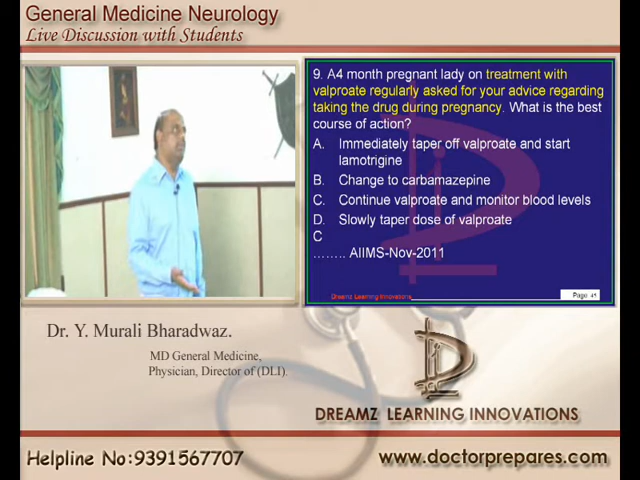 General Medicine Neurology
Live Discussion with Students
9. A4 month pregnant lady on treatment with
valproate regularly asked for your advice regarding
taking the drug during pregnancy. What is the best
course of action?
A. Immediately taper off valproate and start
lamotrigine
B. Change to carbamazepine
C. Continue valproate and monitor blood levels
D. Slowly taper dose of valproate
C
........ AIIMS-Nov-2011
Dreamz Learning Innovations
Page 41
Dr. Y. Murali Bharadwaz.
MD General Medicine,
Physician, Director of (DLI).
DREAMZ LEARNING INNOVATIONS
Helpline No:9391567707
www.doctorprepares.com